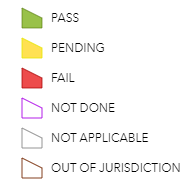 PASS
PENDING
FAIL
NOT DONE
NOT APPLICABLE
OUT OF JURISDICTION